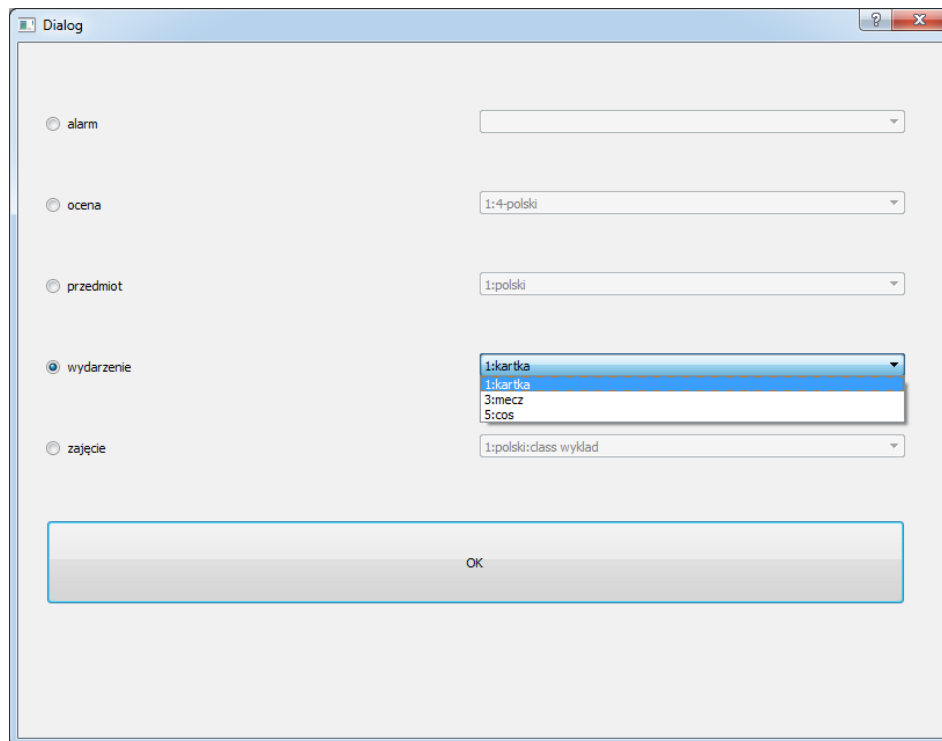 Dialog
alarm
ocena
1:4-polski
przedmiot
1:polski
wydarzenie
1:kartka
1:kartka
3:mecz
5:cos
zajęcie
1:polski:class wyklad
OK